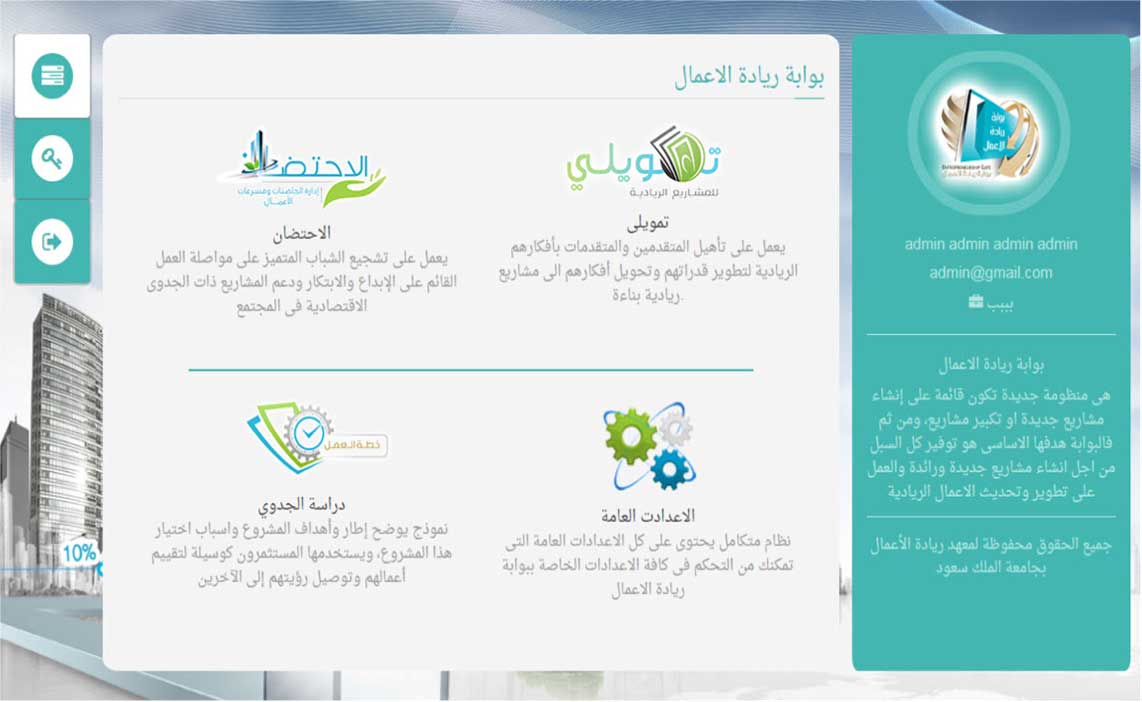 بوابة ريادة الاعمال
تمويلي
للمشاريع الريادية
تمويلى
يعمل على تأهيل المتقدمين والمتقدمات بأفكارهم
الريادية لتطوير قدراتهم وتحويل أفكارهم الى مشاريع
ريادية بناءة.
الاحتضان
إدارة الحاضنات ومسرعات
الأعمال
الاحتضان
يعمل على تشجيع الشباب المتميز على مواصلة العمل
القائم على الإبداع والابتكار ودعم المشاريع ذات الجدوى
الاقتصادية فى المجتمع
الاعدادت العامة
نظام متكامل يحتوى على كل الاعدادات العامة التى
تمكنك من التحكم فى كافة الاعدادات الخاصة ببوابة
ريادة الاعمال
خطة العمل
دراسة الجدوي
نموذج يوضح إطار وأهداف المشروع واسباب اختيار
هذا المشروع، ويستخدمها المستثمرون كوسيلة لتقييم
أعمالهم وتوصيل رؤيتهم إلى الآخرين
بوابة
ريادة
الإعمال
ENTREPRENEURSHIP GATE
بوابة ريادة الأعمال
admin admin admin admin
admin@gmail.com
بيبب
بوابة ريادة الاعمال
هى منظومة جديدة تكون قائمة على إنشاء
مشاريع جديدة او تكبير مشاريع، ومن ثم
فالبوابة هدفها الاساسى هو توفير كل السبل
من اجل انشاء مشاريع جديدة ورائدة والعمل
على تطوير وتحديث الاعمال الريادية
جميع الحقوق محفوظة لمعهد ريادة الأعمال
بجامعة الملك سعود
10%